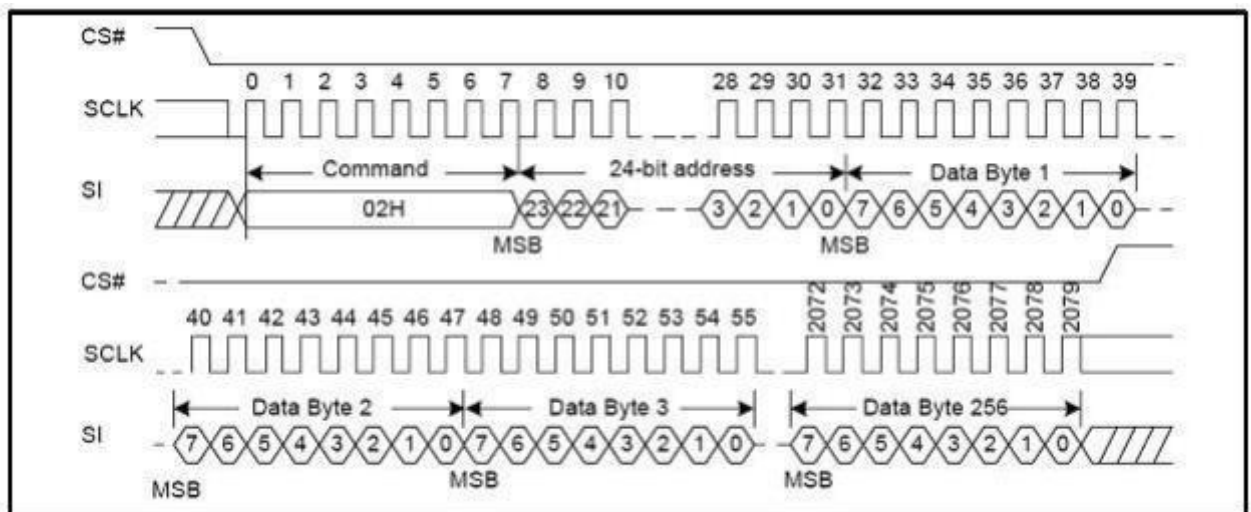 CS#
0 1 2 3 4 5 6 7 8 9 10 28 29 30 31 32 33 34 35 36 37 38 39
SCLK
Command 24-bit address Data Byte 1
SI
02H 23 22 21 3 2 1 0 7 6 5 4 3 2 1 0
MSB MSB
CS#
40 41 42 43 44 45 46 47 48 49 50 51 52 53 54 55 2072 2073 2074 2075 2076 2077 2078 2079
SCLK
Data Byte 2 Data Byte 3 Data Byte 256
SI
7 6 5 4 3 2 1 0 7 6 5 4 3 2 1 0 7 6 5 4 3 2 1 0
MSB MSB MSB